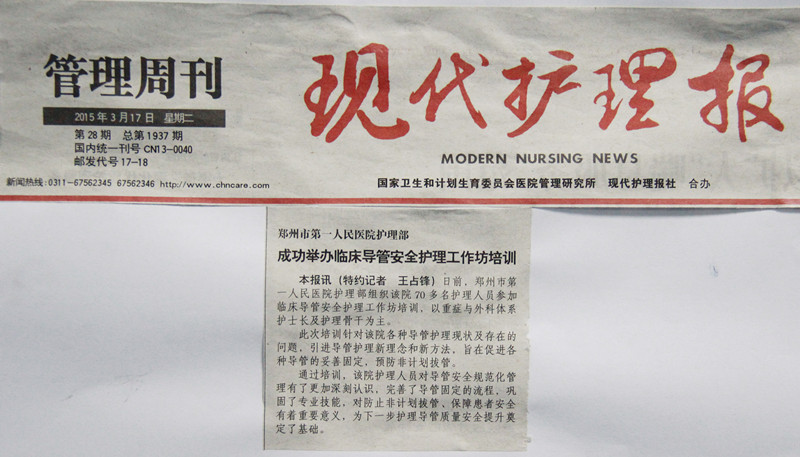 管理周刊
2015年3月17日 星期二
第28期 总第1937期
国内统一刊号CN13-0040
邮发代号17-18
新闻热线:0311-67562345 67562346 http://www.chncare.com
现代护理报
MODERN NURSING NEWS
国家卫生和计划生育委员会医院管理研究所 现代护理报社 合办
郑州市第一人民医院护理部
成功举办临床导管安全护理工作坊培训
本报讯（特约记者 王占锋）日前，郑州市第
一人民医院护理部组织该院70多名护理人员参加
临床导管安全护理工作坊培训，以重症与外科体系
护士长及护理骨干为主。
此次培训针对该院各种导管护理现状及存在的
问题，引进导管护理新理念和新方法，旨在促进各
种导管的妥善固定，预防非计划拔管。
通过培训，该院护理人员对导管安全规范化管
理有了更加深刻认识，完善了导管固定的流程，巩
固了专业技能，对防止非计划拔管、保障患者安全
有着重要意义，为下一步护理导管质量安全提升奠
定了基础。